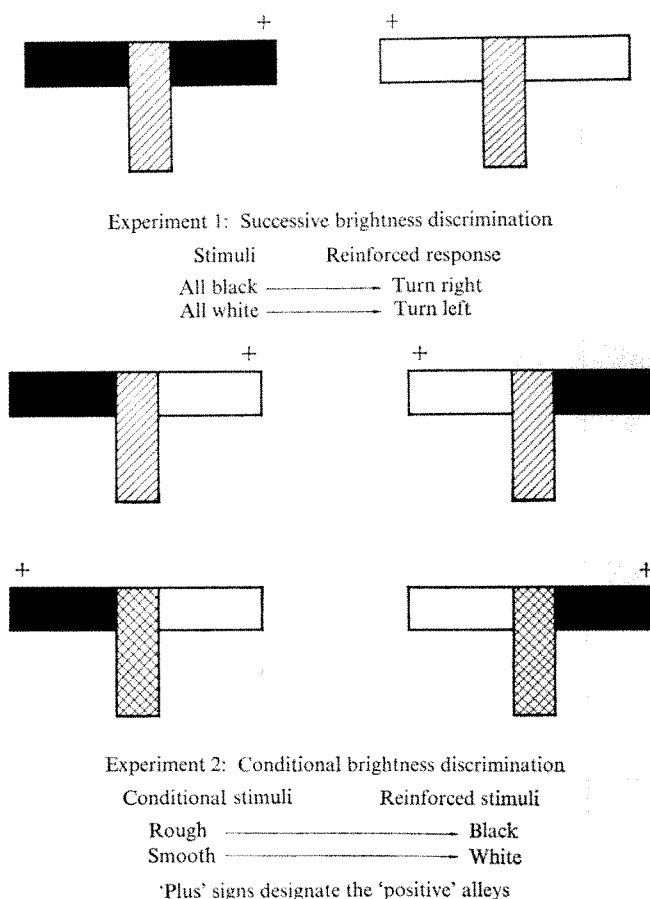 + +
Experiment 1: Successive brightness discrimination
Stimuli Reinforced response
All black Turn right
All white Turn left
+ +
+ +
Experiment 2: Conditional brightness discrimination
Conditional stimuli Reinforced stimuli
Rough Black
Smooth White
'Plus' signs designate the 'positive' alleys